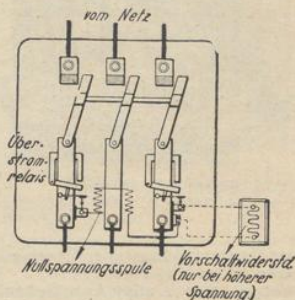 vom Netz
Über-
strom-
relais
Nullspannungsspule
Vorschaltwiderstd.
(nur bei höherer
Spannung)